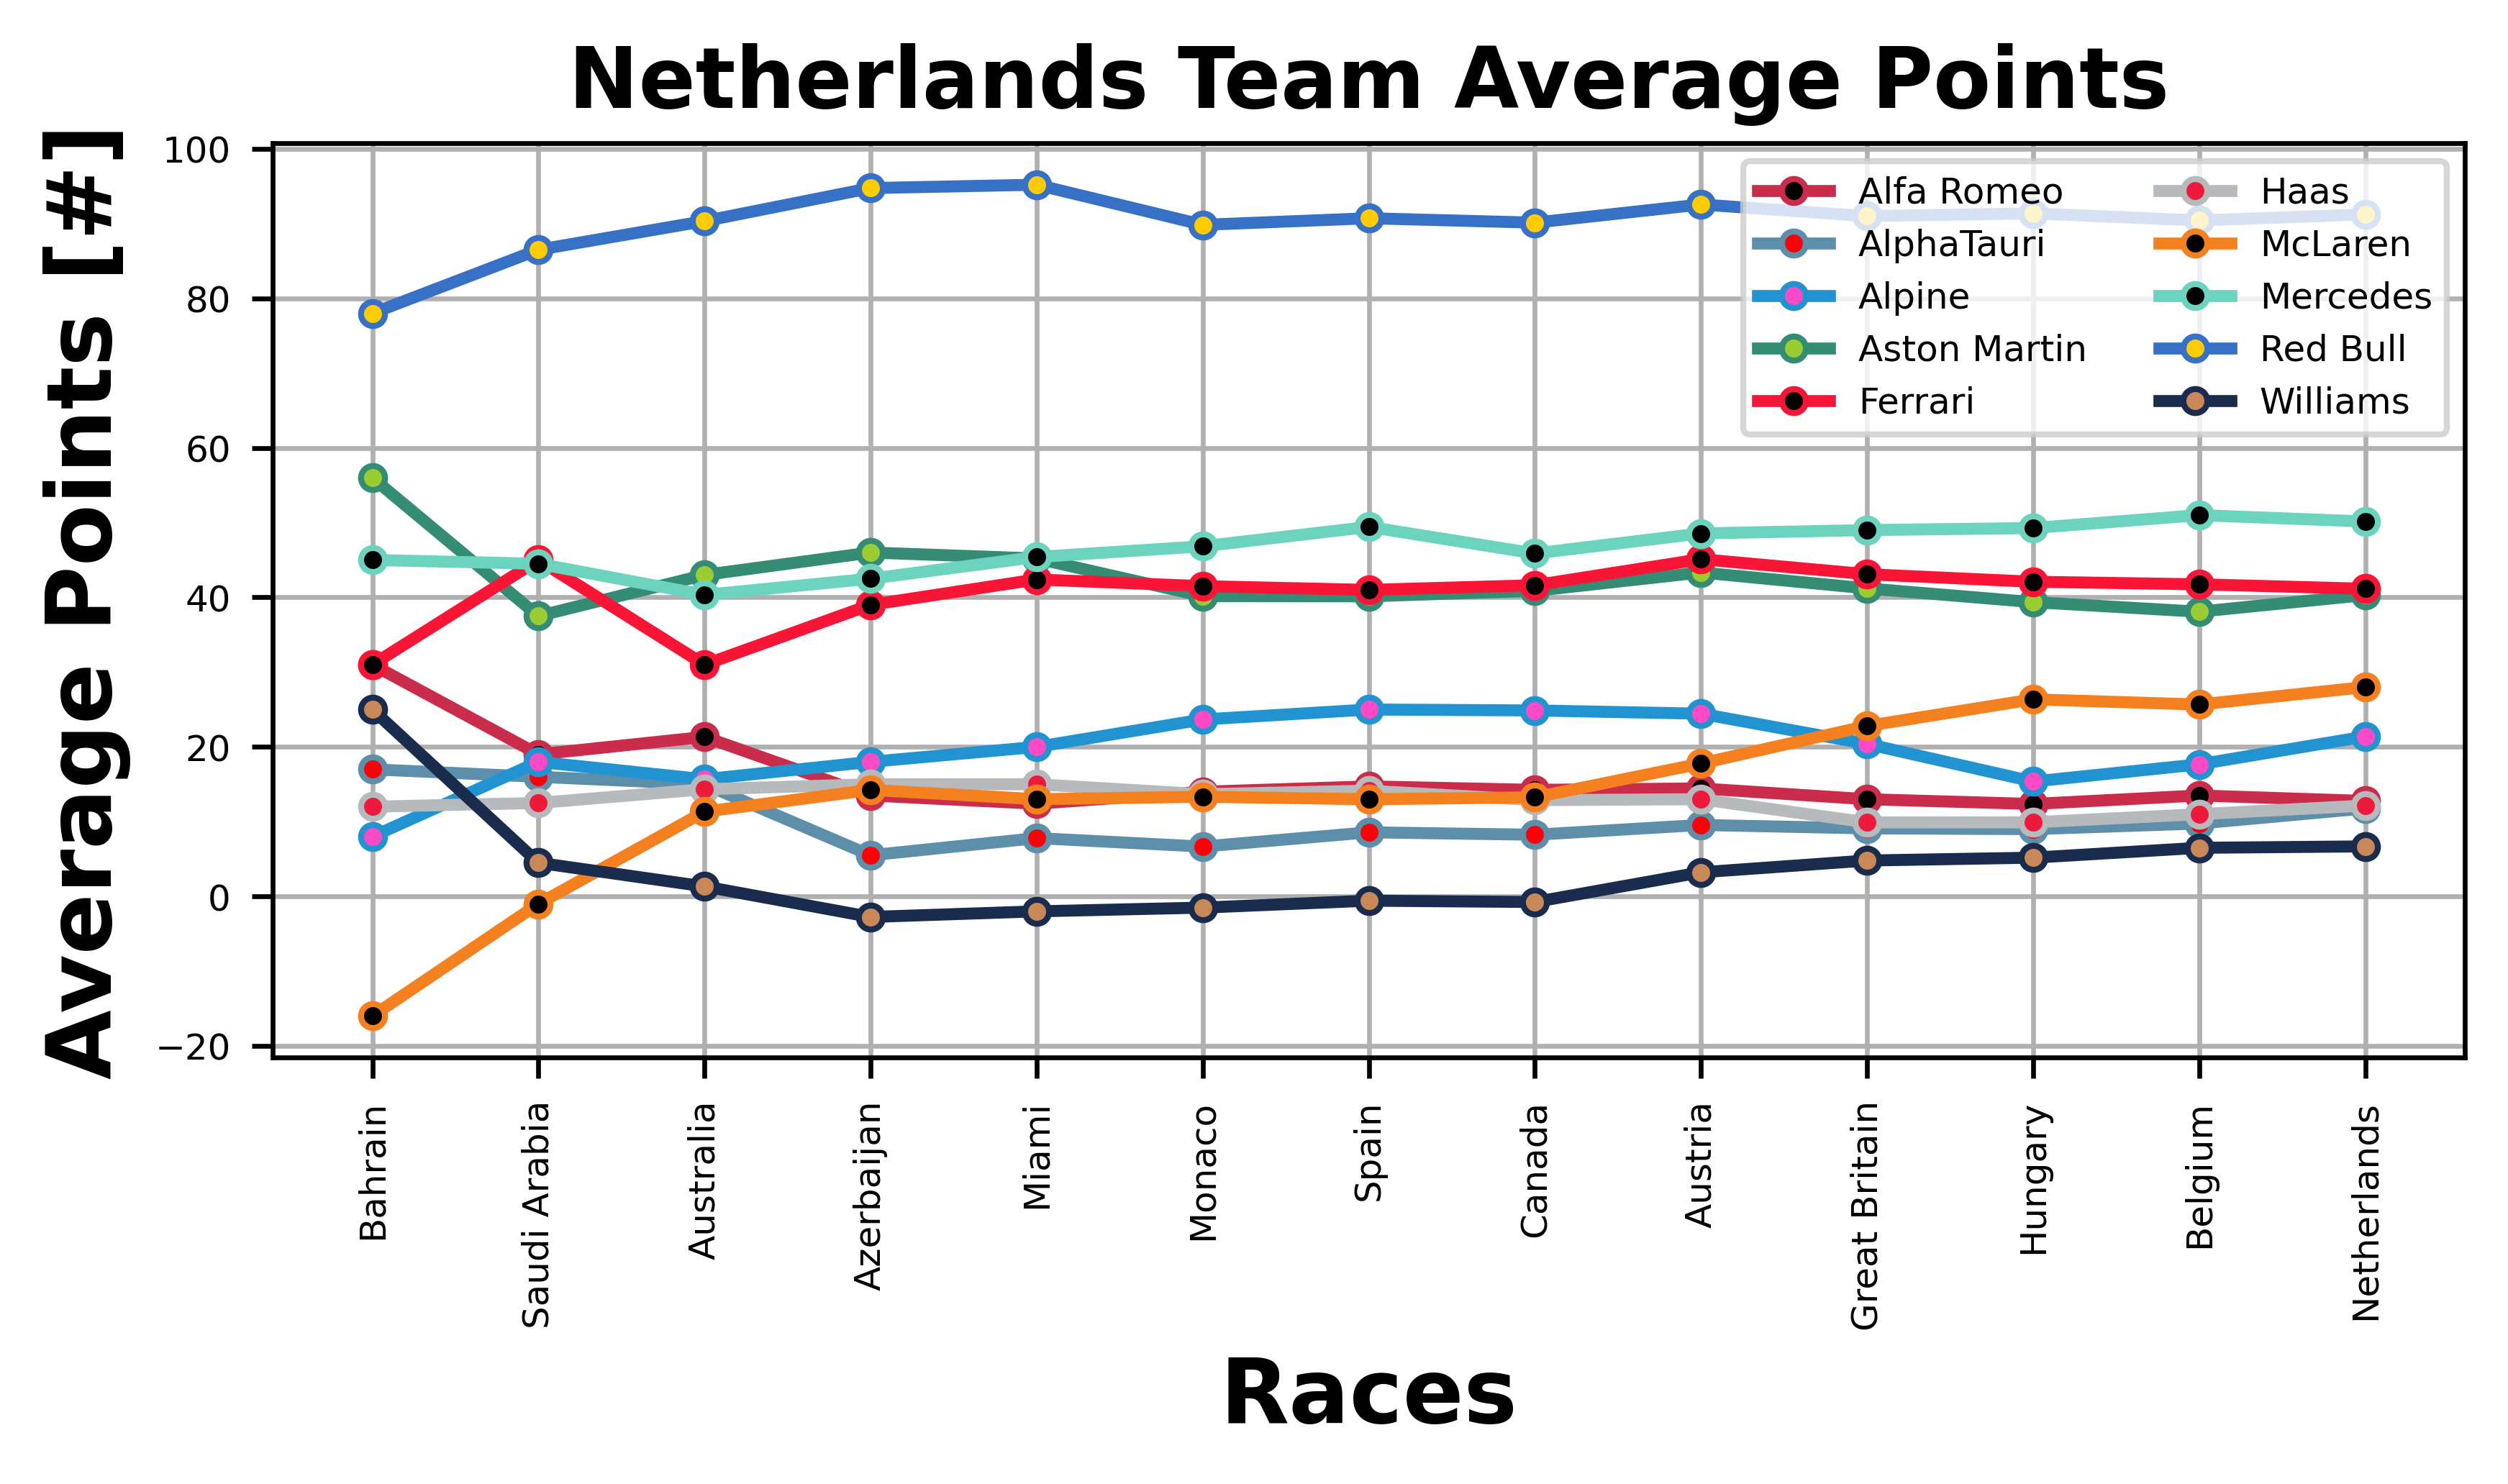 Netherlands Team Average Points
Average Points [#]
100
80
60
40
20
0
−20
Alfa Romeo
AlphaTauri
Alpine
Aston Martin
Ferrari
Haas
McLaren
Mercedes
Red Bull
Williams
Bahrain
Saudi Arabia
Australia
Azerbaijan
Miami
Monaco
Spain
Canada
Austria
Great Britain
Hungary
Belgium
Netherlands
Races